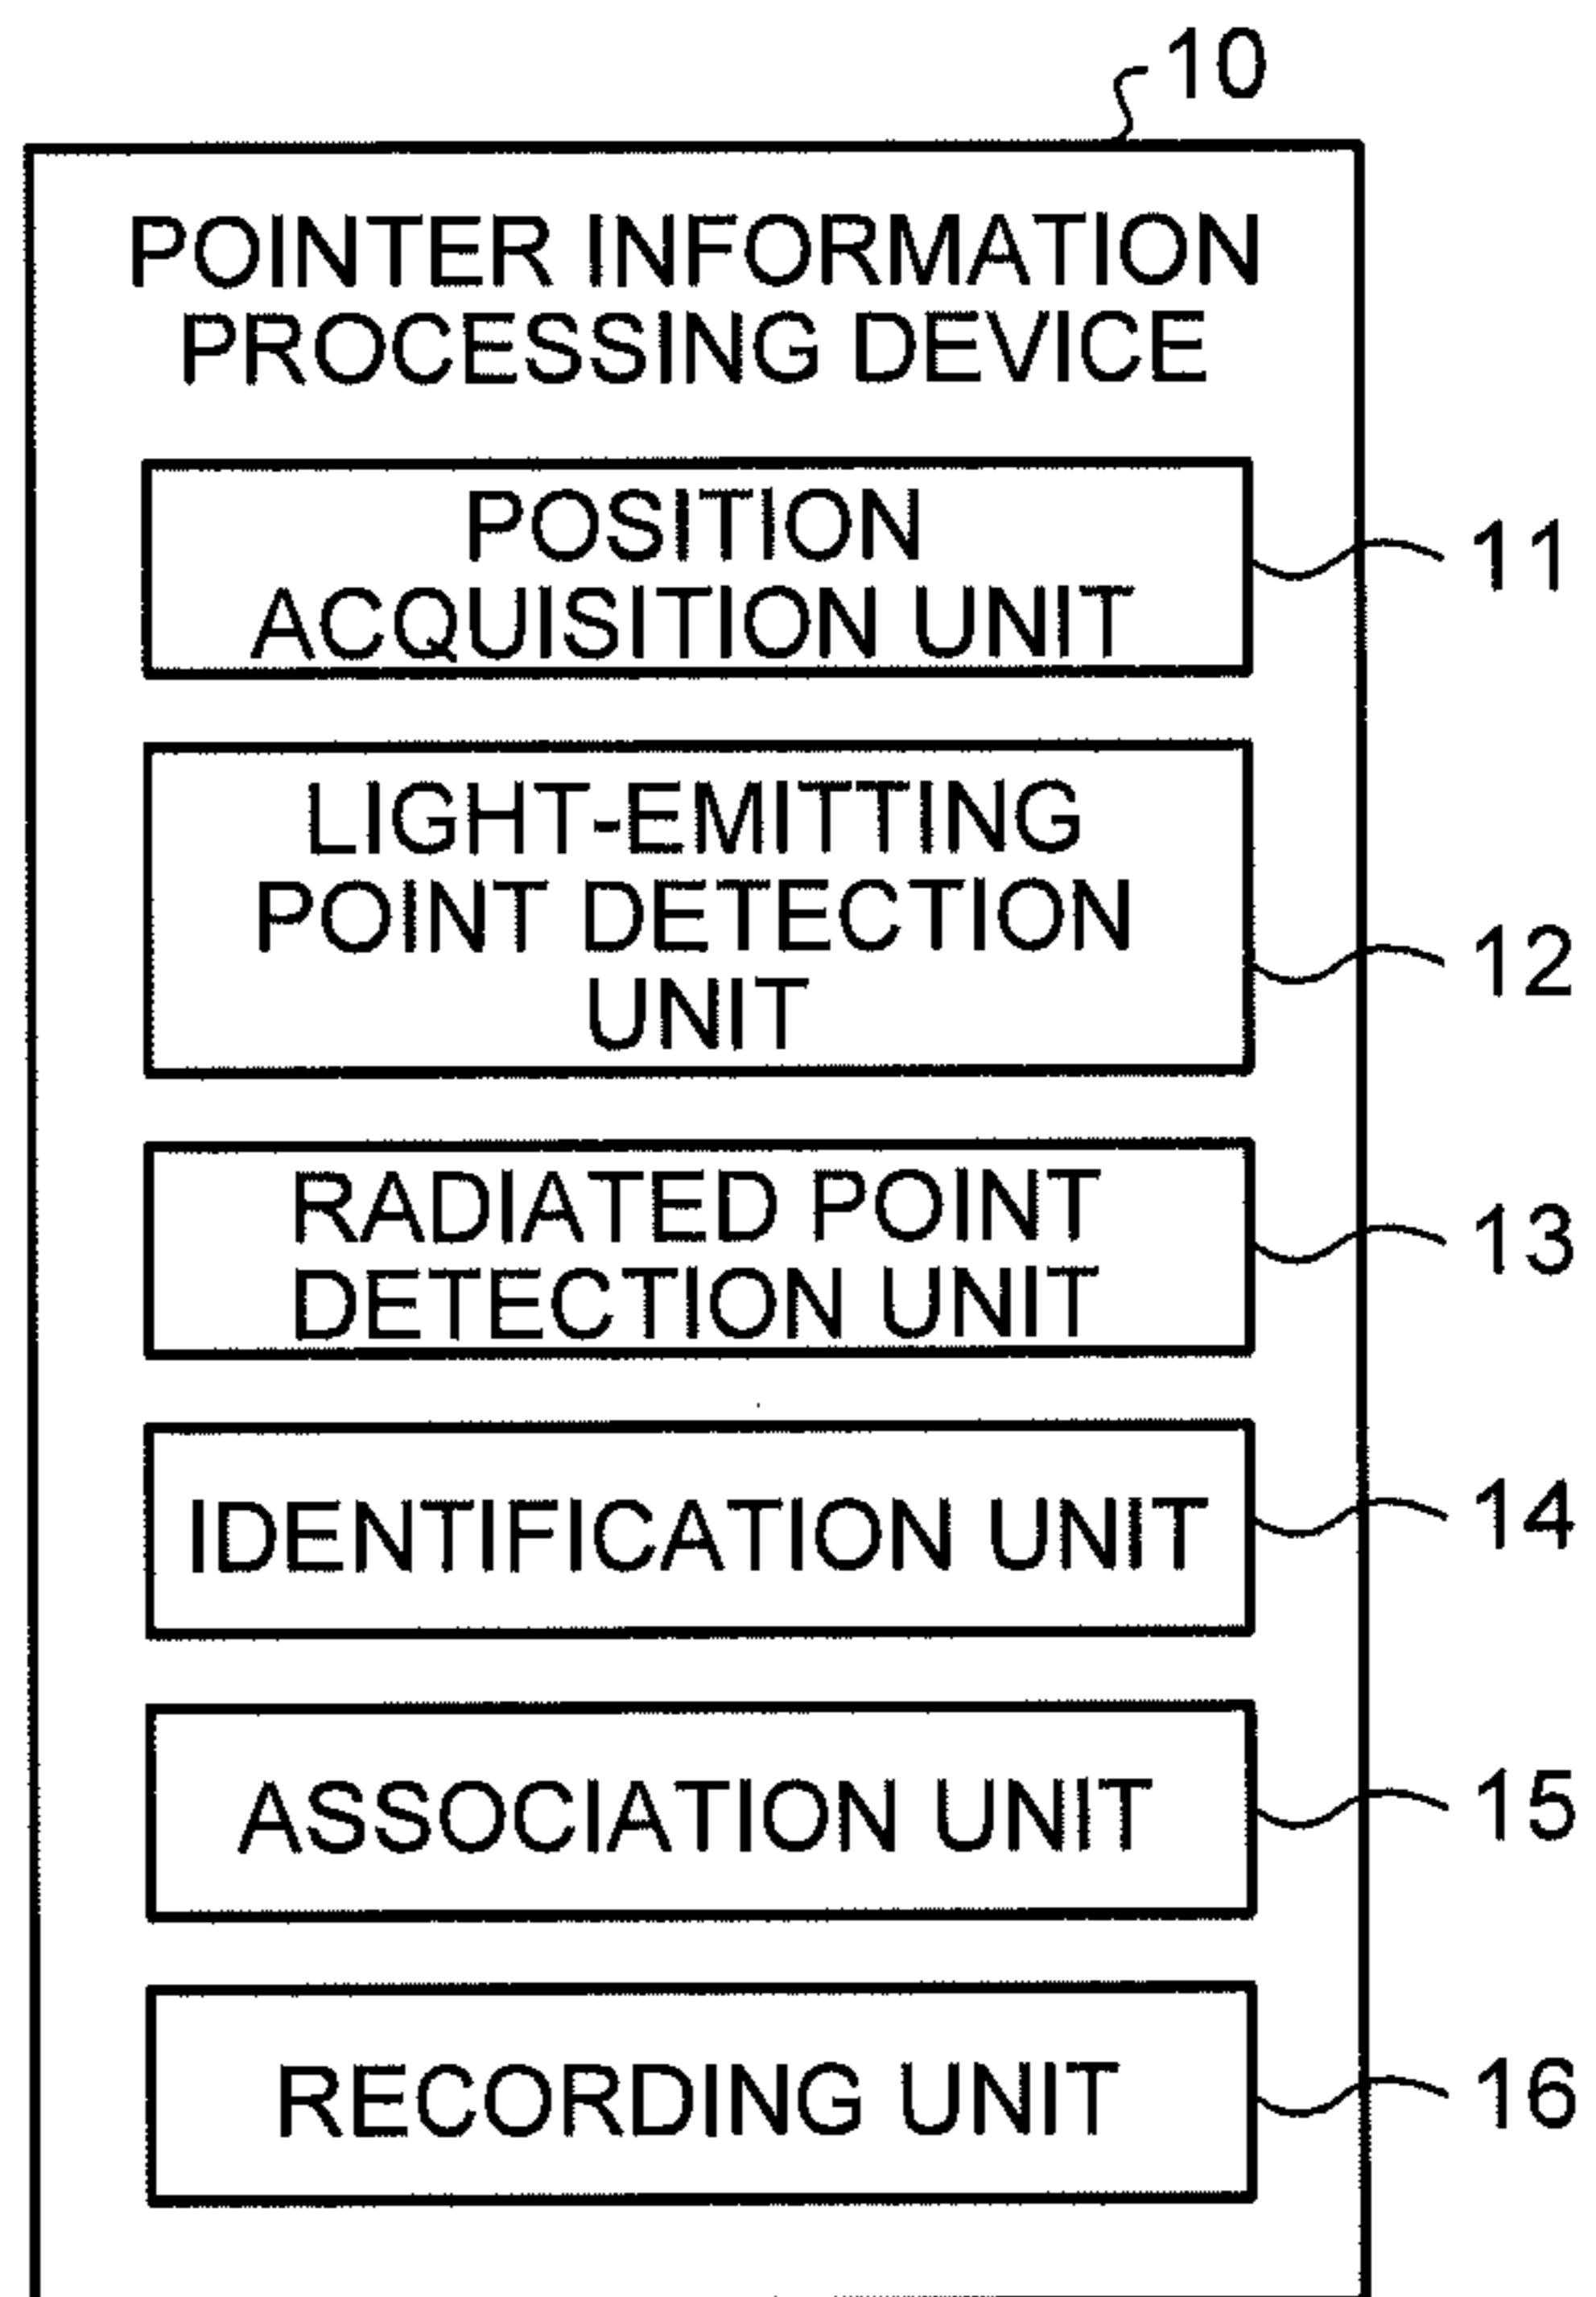 10
POINTER INFORMATION
PROCESSING DEVICE
POSITION
ACQUISITION UNIT
11
LIGHT-EMITTING
POINT DETECTION
UNIT
12
RADIATED POINT
DETECTION UNIT
13
IDENTIFICATION UNIT
14
ASSOCIATION UNIT
15
RECORDING UNIT
16